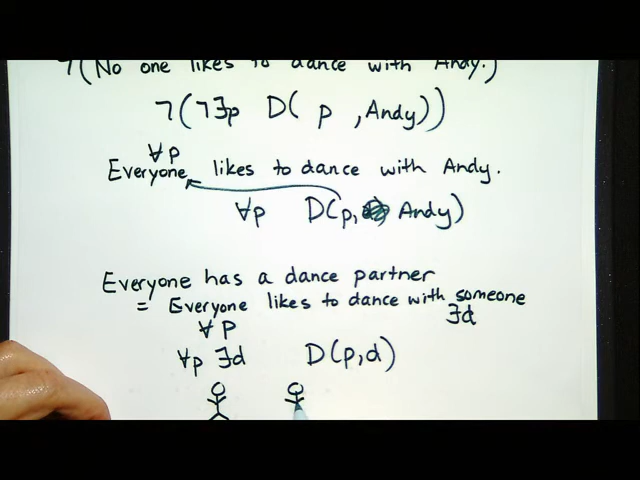 ¬(No one likes to dance with Andy.)
¬(¬∃p D( p , Andy))
∀p
Everyone likes to dance with Andy.
∀p D(p, Andy)
Everyone has a dance partner
= Everyone likes to dance with someone
∀p ∃d
∀p ∃d D(p,d)